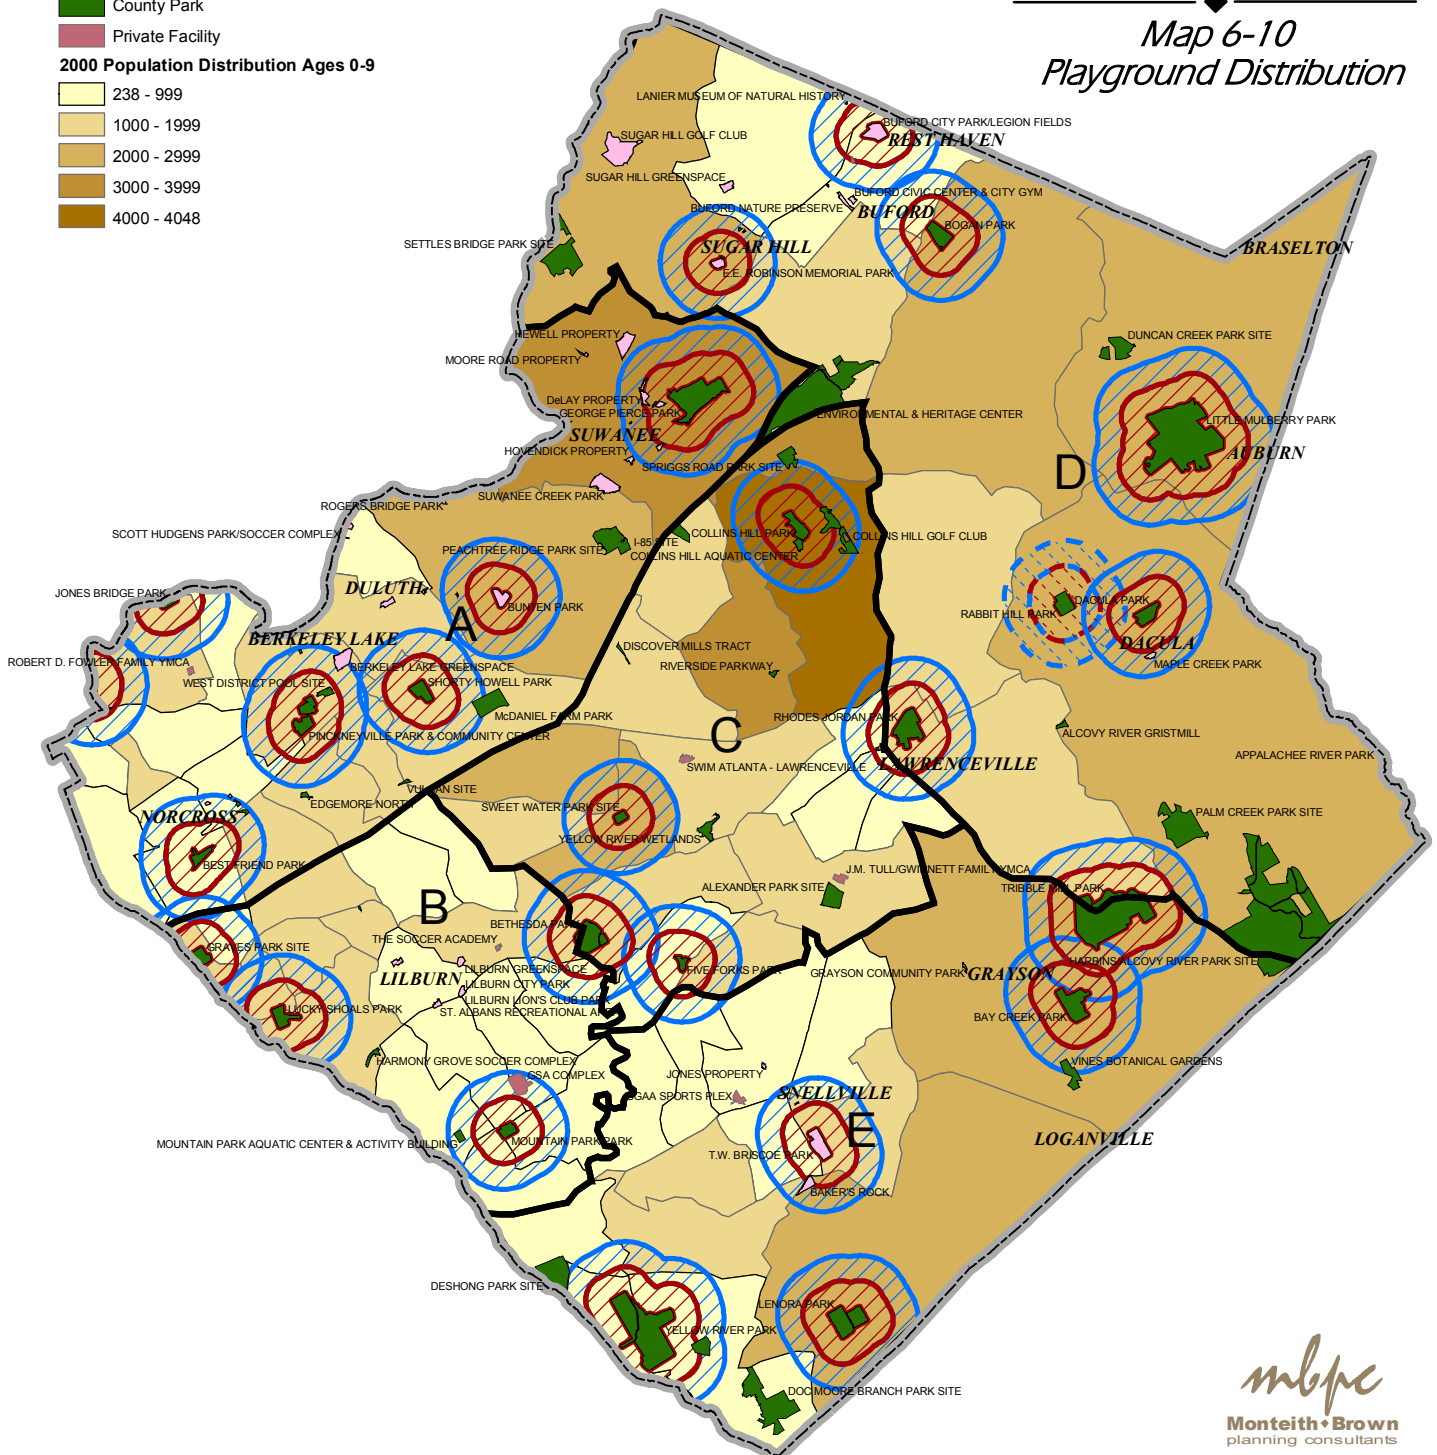 County Park
Private Facility
2000 Population Distribution Ages 0-9
238 - 999
1000 - 1999
2000 - 2999
3000 - 3999
4000 - 4048
Map 6-10
Playground Distribution
LANIER MUSEUM OF NATURAL HISTORY
BUFORD CITY PARK/LEGION FIELDS
SUGAR HILL GOLF CLUB
REST HAVEN
SUGAR HILL GREENSPACE
BUFORD CIVIC CENTER & CITY GYM
BUFORD NATURE PRESERVE
BUFORD
BOGAN PARK
SETTLES BRIDGE PARK SITE
SUGAR HILL
BRASELTON
E.E. ROBINSON MEMORIAL PARK
HEWELL PROPERTY
DUNCAN CREEK PARK SITE
MOORE ROAD PROPERTY
DeLAY PROPERTY
GEORGE PIERCE PARK
ENVIRONMENTAL & HERITAGE CENTER
LITTLE MULBERRY PARK
SUWANEE
AUBURN
HOVENDICK PROPERTY
SPRIGGS ROAD PARK SITE
D
SUWANEE CREEK PARK
ROGERS BRIDGE PARK
SCOTT HUDGENS PARK/SOCCER COMPLEX
COLLINS HILL PARK
COLLINS HILL GOLF CLUB
I-85 SITE
PEACHTREE RIDGE PARK SITE
COLLINS HILL AQUATIC CENTER
DULUTH
JONES BRIDGE PARK
BUNTEN PARK
DACULA PARK
RABBIT HILL PARK
A
BERKELEY LAKE
DACULA
DISCOVER MILLS TRACT
ROBERT D. FOWLER FAMILY YMCA
BERKELEY LAKE GREENSPACE
RIVERSIDE PARKWAY
MAPLE CREEK PARK
WEST DISTRICT POOL SITE
SHORTY HOWELL PARK
McDANIEL FARM PARK
RHODES JORDAN PARK
PINCKNEYVILLE PARK & COMMUNITY CENTER
C
ALCOVY RIVER GRISTMILL
APPALACHEE RIVER PARK
SWIM ATLANTA - LAWRENCEVILLE
LAWRENCEVILLE
VULCAN SITE
EDGEMORE NORTH
SWEET WATER PARK SITE
PALM CREEK PARK SITE
NORCROSS
YELLOW RIVER WETLANDS
BEST FRIEND PARK
J.M. TULL/GWINNETT FAMILY YMCA
ALEXANDER PARK SITE
TRIBBLE MILL PARK
B
BETHESDA PARK
THE SOCCER ACADEMY
GRAVES PARK SITE
HARBINS/ALCOVY RIVER PARK SITE
LILBURN GREENSPACE
FIVE FORKS PARK
GRAYSON COMMUNITY PARK
GRAYSON
LILBURN
LILBURN CITY PARK
LILBURN LION'S CLUB PARK
LUCKY SHOALS PARK
ST. ALBANS RECREATIONAL AREA
BAY CREEK PARK
HARMONY GROVE SOCCER COMPLEX
VINES BOTANICAL GARDENS
GSA COMPLEX
JONES PROPERTY
SGAA SPORTS PLEX
SNELLVILLE
E
LOGANVILLE
MOUNTAIN PARK AQUATIC CENTER & ACTIVITY BUILDING
MOUNTAIN PARK PARK
T.W. BRISCOE PARK
BAKER'S ROCK
DESHONG PARK SITE
LENORA PARK
YELLOW RIVER PARK
DOC MOORE BRANCH PARK SITE
mbpc
Monteith Brown
planning consultants